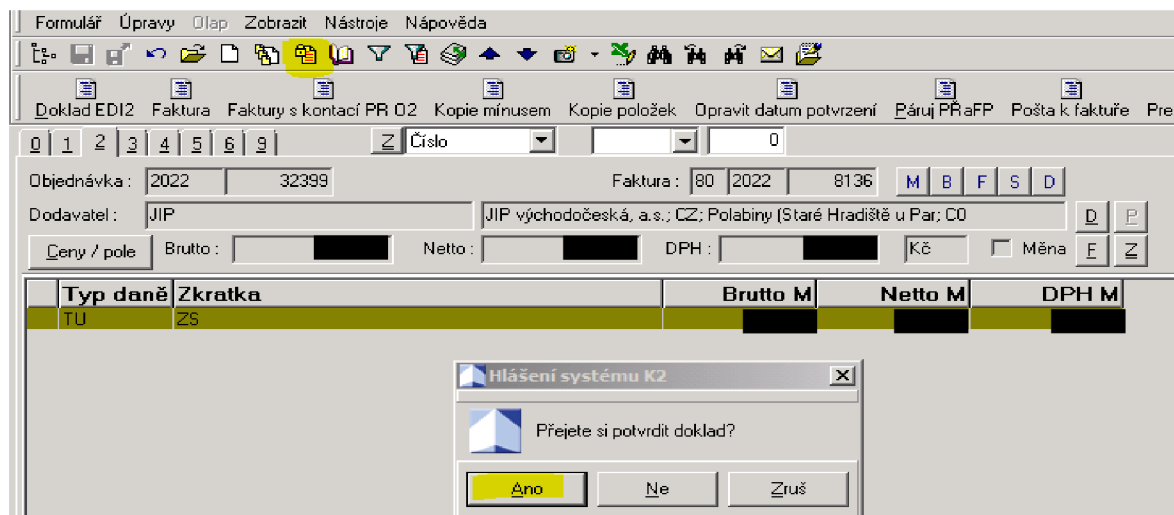 Formulář Úpravy Olap Zobrazit Nástroje Nápověda
Doklad EDI2 Faktura Faktury s kontací PR O2 Kopie mínusem Kopie položek Opravit datum potvrzení Páruj PŘaFP Pošta k faktuře Pre
0 1 2 3 4 5 6 9 Z Číslo 0
Objednávka : 2022 32399 Faktura : 80 2022 8136 M B F S D
Dodavatel : JIP JIP východočeská, a.s.; CZ; Polabiny (Staré Hradiště u Par; C0 D P
Ceny / pole Brutto : Netto : DPH : Kč Měna F Z
Typ daně Zkratka Brutto M Netto M DPH M
TU ZS
Hlášení systému K2
Přejete si potvrdit doklad?
Ano Ne Zruš